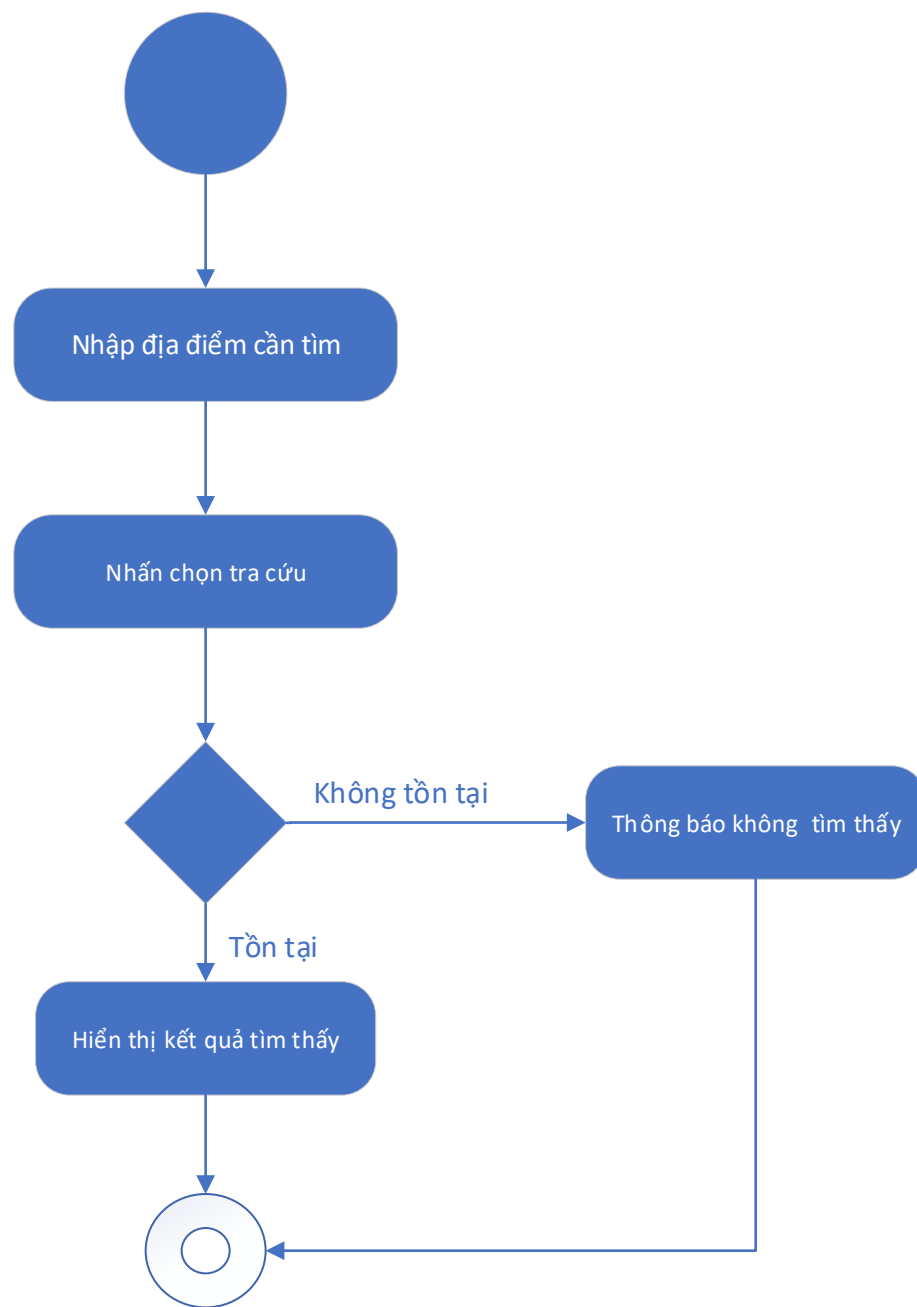 Nhập địa điểm cần tìm
Nhấn chọn tra cứu
Không tồn tại
Thông báo không tìm thấy
Tồn tại
Hiển thị kết quả tìm thấy